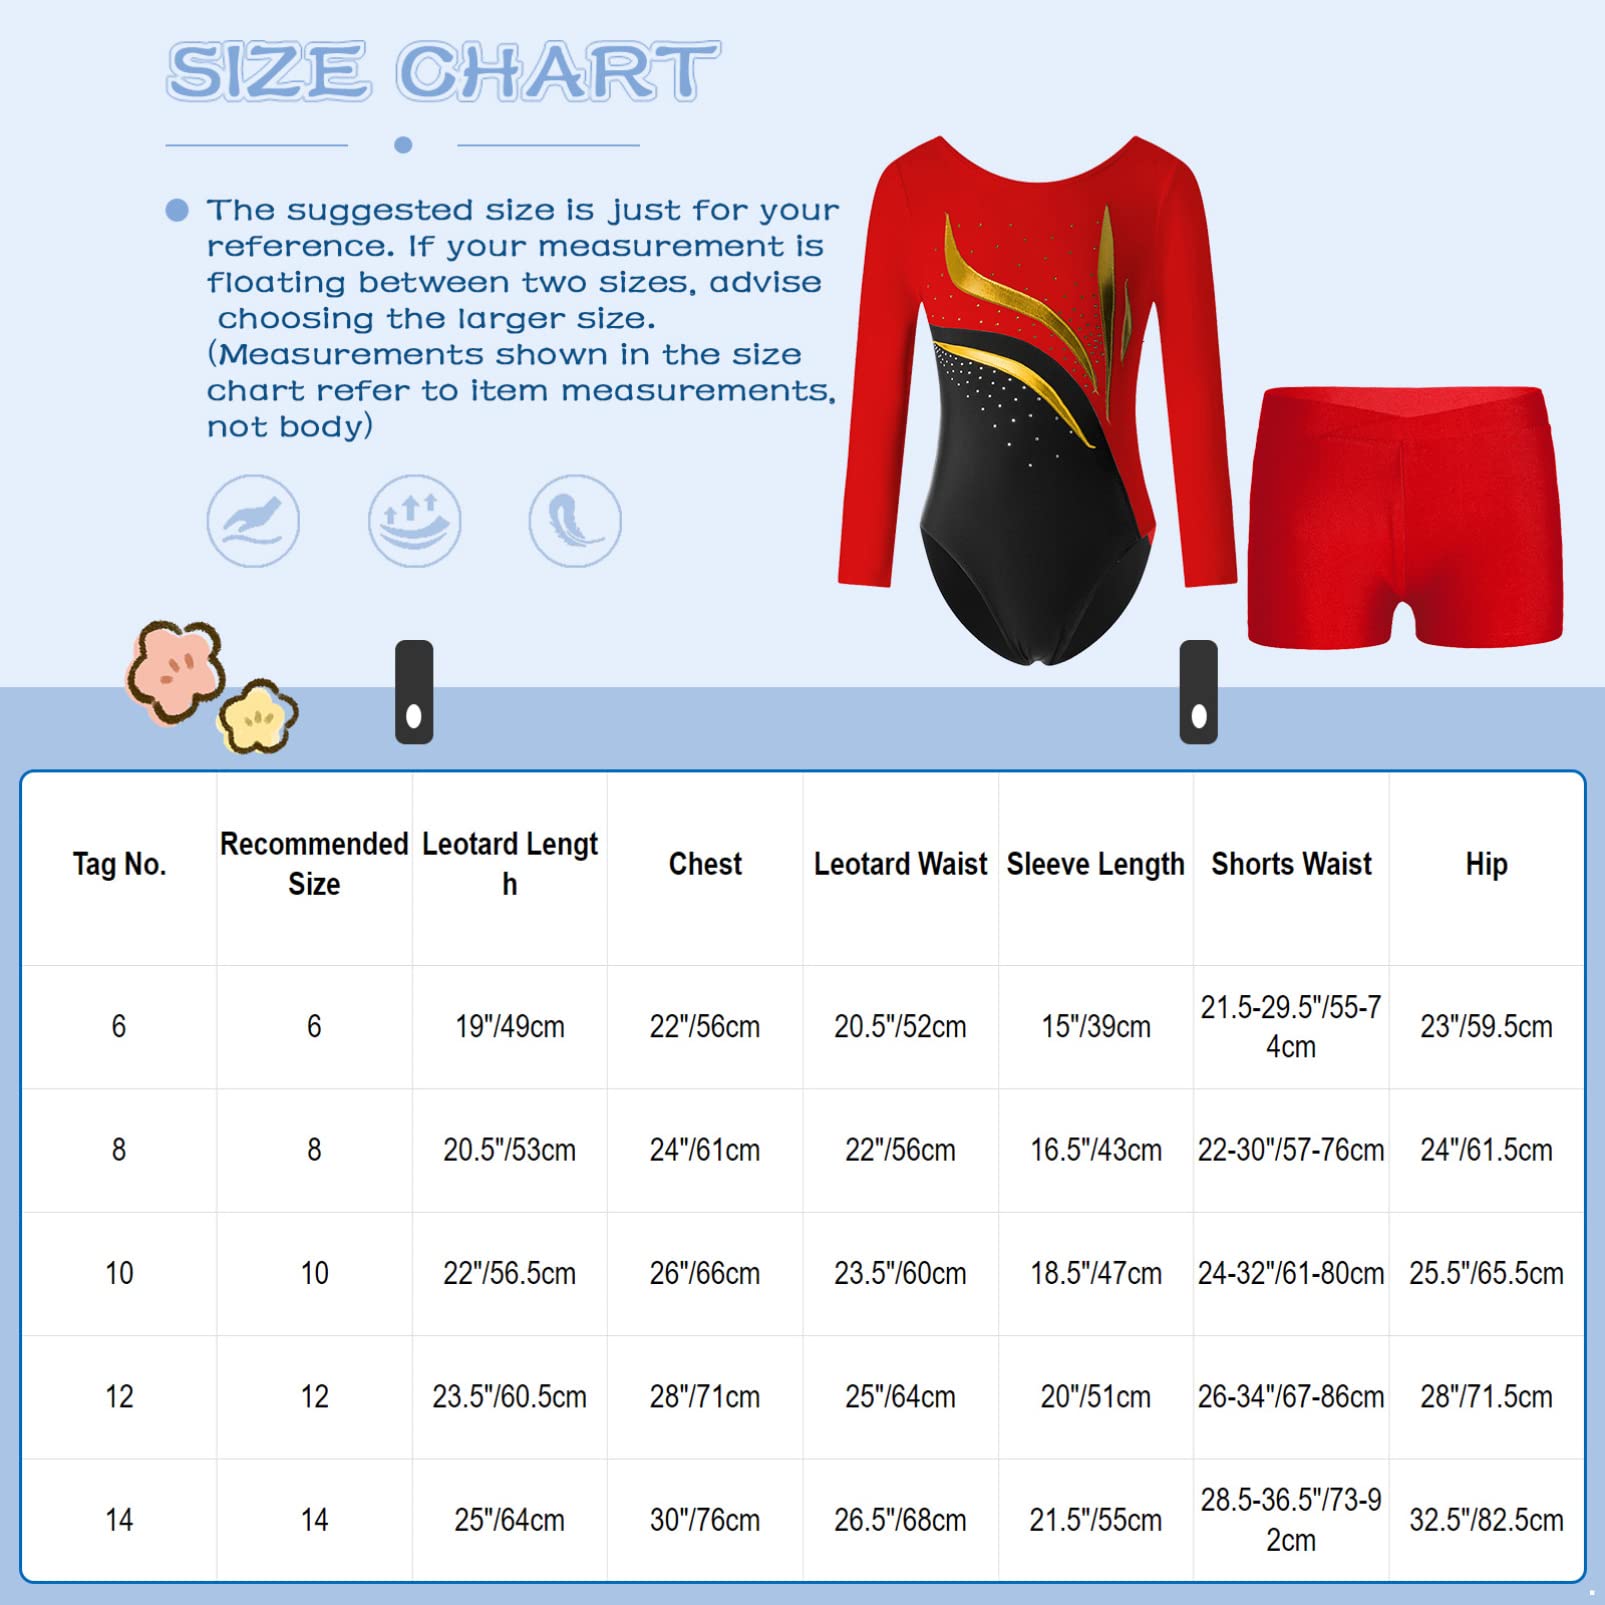 SIZE CHART
The suggested size is just for your
reference. If your measurement is
floating between two sizes, advise
choosing the larger size.
(Measurements shown in the size
chart refer to item measurements,
not body)
Tag No.
Recommended
Size
Leotard Lengt
h
Chest
Leotard Waist
Sleeve Length
Shorts Waist
Hip
6
6
19"/49cm
22"/56cm
20.5"/52cm
15"/39cm
21.5-29.5"/55-7
4cm
23"/59.5cm
8
8
20.5"/53cm
24"/61cm
22"/56cm
16.5"/43cm
22-30"/57-76cm
24"/61.5cm
10
10
22"/56.5cm
26"/66cm
23.5"/60cm
18.5"/47cm
24-32"/61-80cm
25.5"/65.5cm
12
12
23.5"/60.5cm
28"/71cm
25"/64cm
20"/51cm
26-34"/67-86cm
28"/71.5cm
14
14
25"/64cm
30"/76cm
26.5"/68cm
21.5"/55cm
28.5-36.5"/73-9
2cm
32.5"/82.5cm